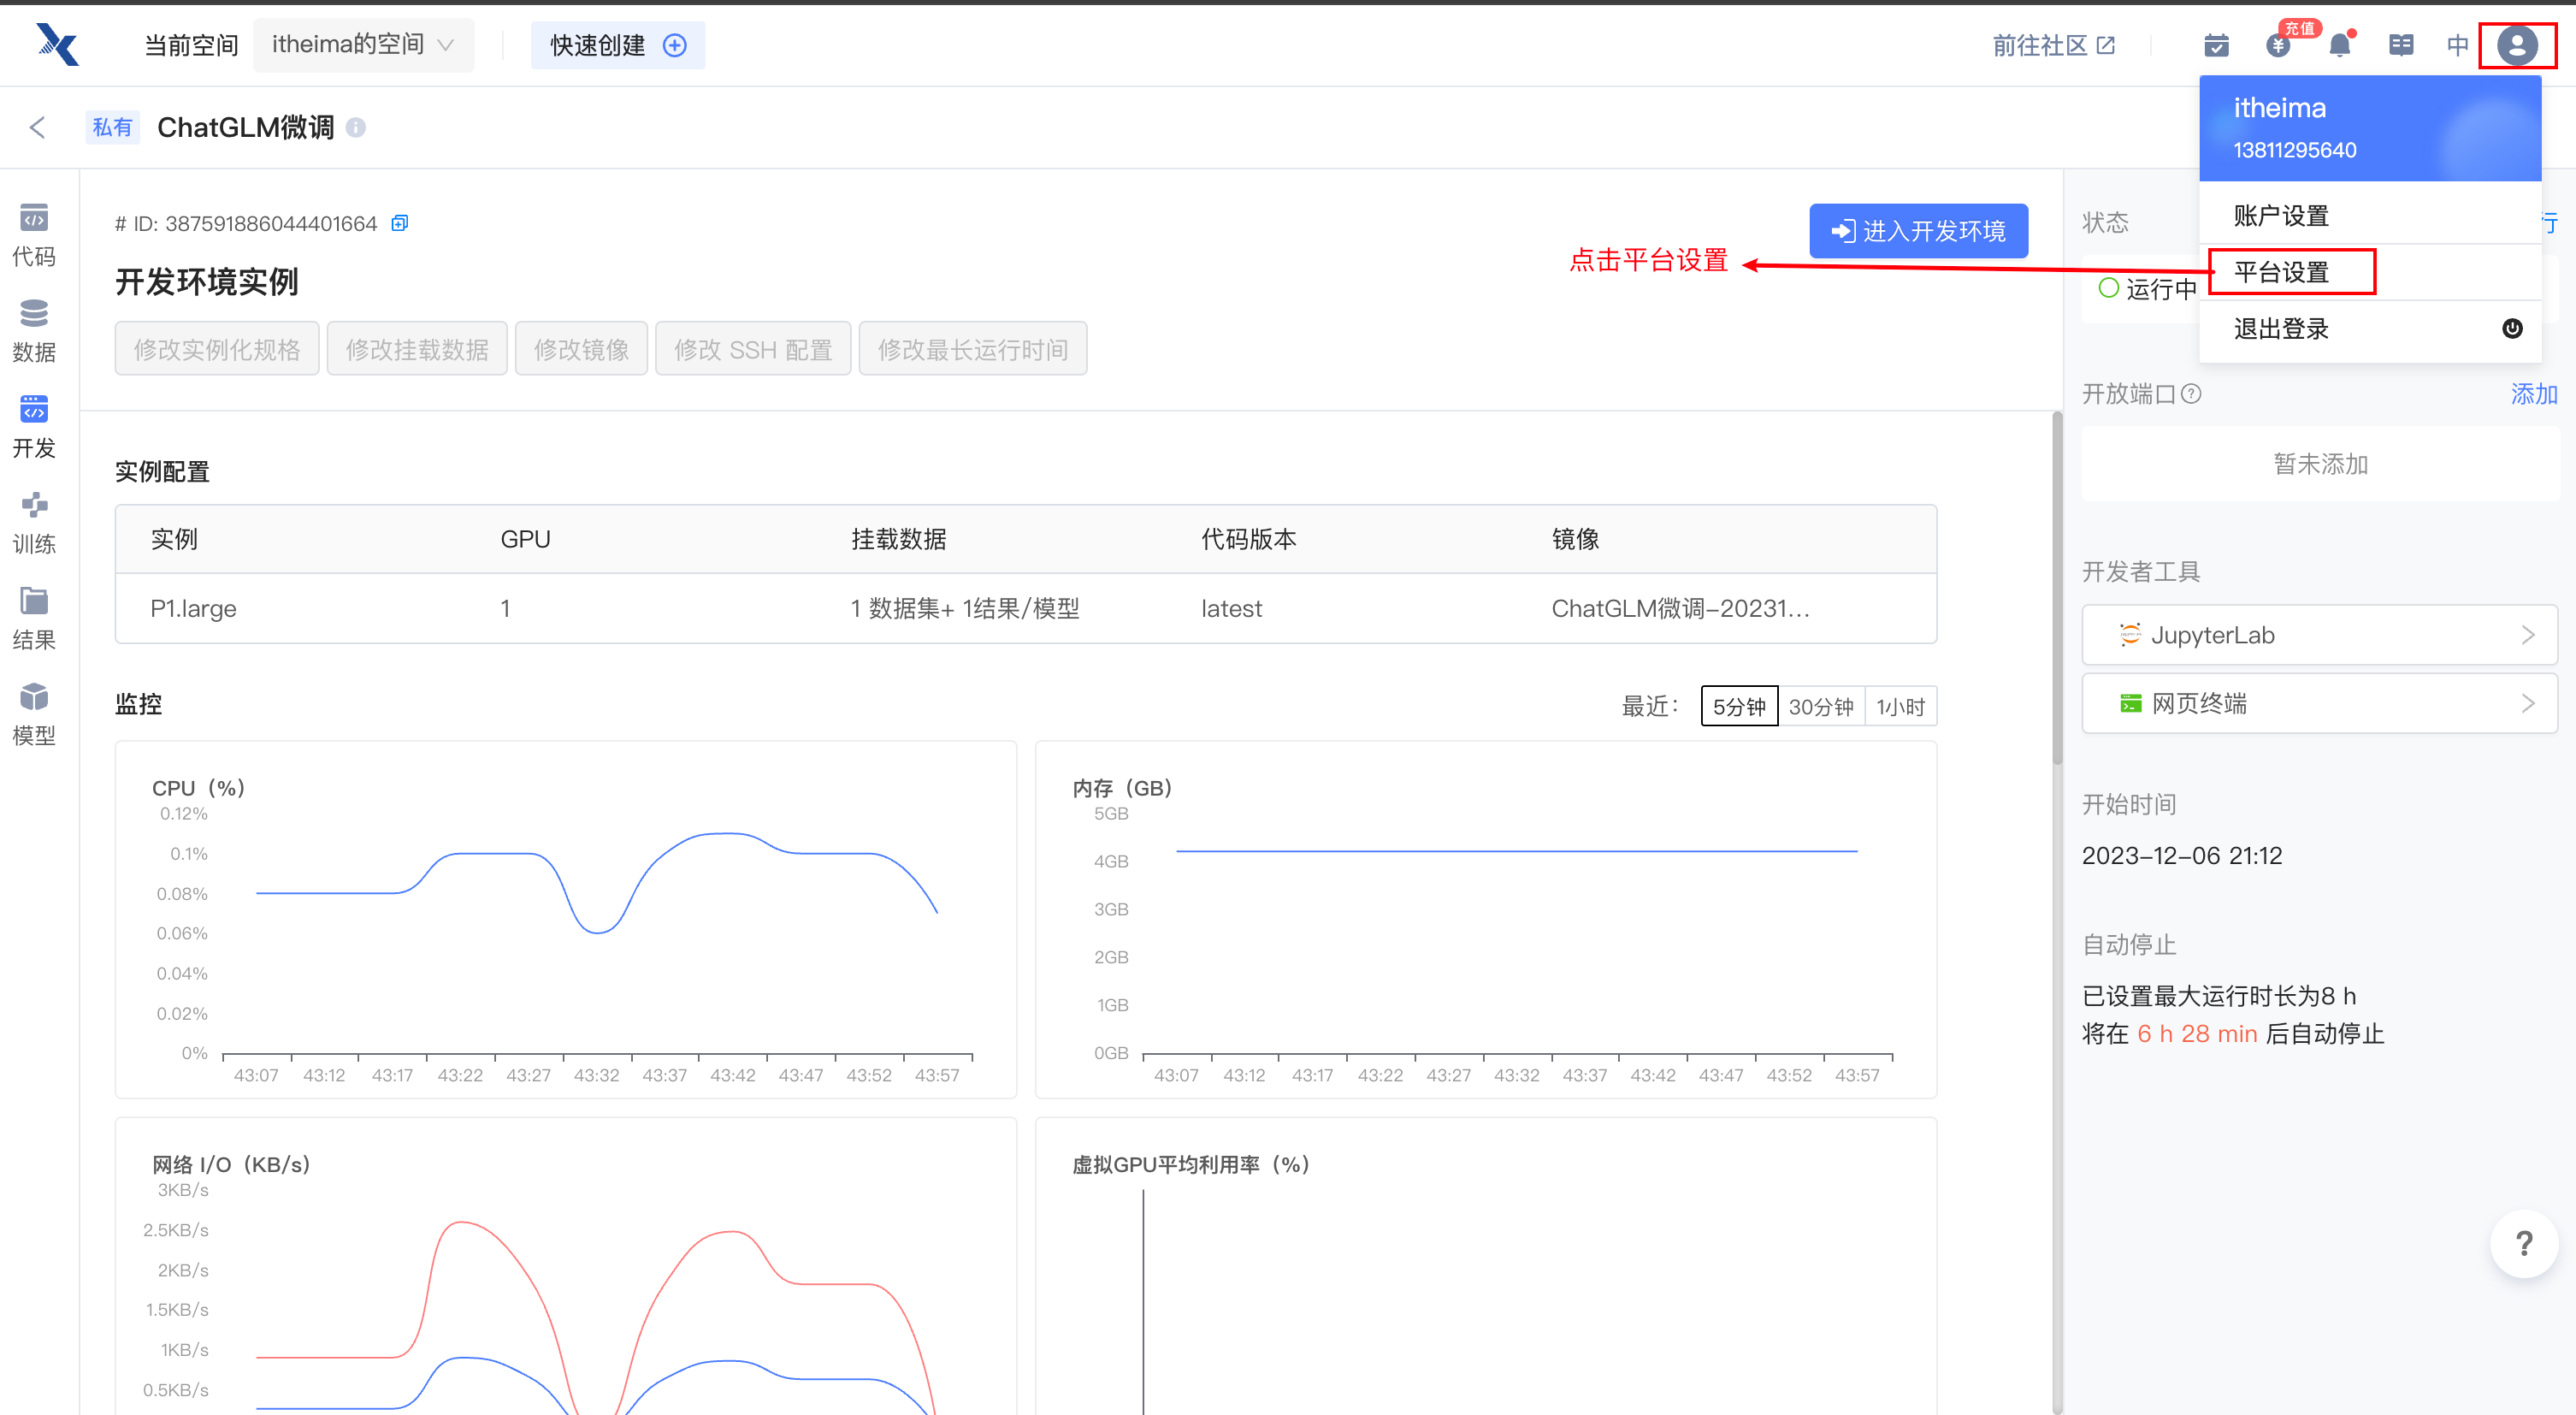 当前空间 itheima的空间 快速创建 前往社区 充值 中
私有 ChatGLM微调
itheima
13811295640
账户设置
平台设置
退出登录
代码
数据
开发
训练
结果
模型
# ID: 387591886044401664
进入开发环境
点击平台设置
开发环境实例
修改实例化规格 修改挂载数据 修改镜像 修改 SSH 配置 修改最长运行时间
实例配置
实例 GPU 挂载数据 代码版本 镜像
P1.large 1 1 数据集+ 1结果/模型 latest ChatGLM微调-20231...
监控 最近： 5分钟 30分钟 1小时
CPU（%）
0.12%
0.1%
0.08%
0.06%
0.04%
0.02%
0%
43:07 43:12 43:17 43:22 43:27 43:32 43:37 43:42 43:47 43:52 43:57
内存（GB）
5GB
4GB
3GB
2GB
1GB
0GB
43:07 43:12 43:17 43:22 43:27 43:32 43:37 43:42 43:47 43:52 43:57
网络 I/O（KB/s）
3KB/s
2.5KB/s
2KB/s
1.5KB/s
1KB/s
0.5KB/s
虚拟GPU平均利用率（%）
状态 行
运行中
开放端口 ? 添加
暂未添加
开发者工具
JupyterLab
网页终端
开始时间
2023-12-06 21:12
自动停止
已设置最大运行时长为8 h
将在 6 h 28 min 后自动停止
?